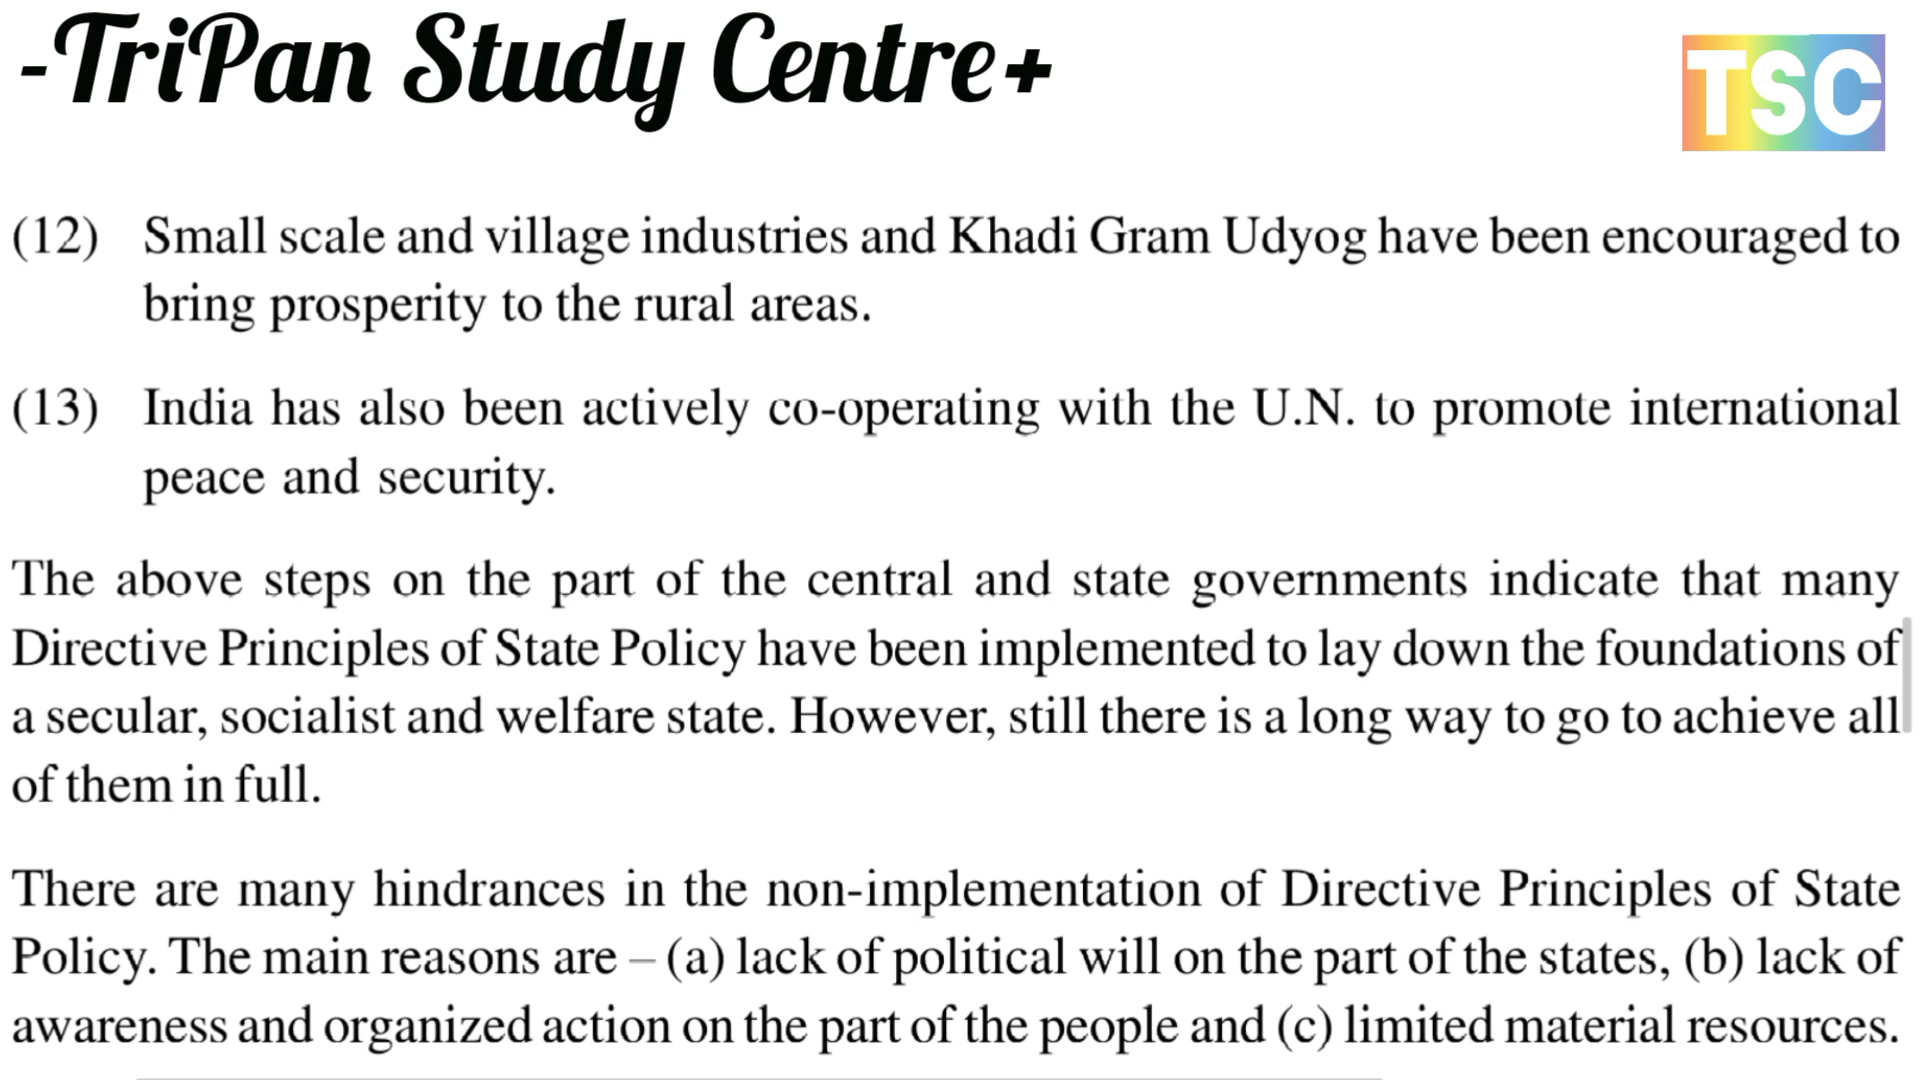 -TriPan Study Centre+
TSC
(12) Small scale and village industries and Khadi Gram Udyog have been encouraged to
bring prosperity to the rural areas.
(13) India has also been actively co-operating with the U.N. to promote international
peace and security.
The above steps on the part of the central and state governments indicate that many
Directive Principles of State Policy have been implemented to lay down the foundations of
a secular, socialist and welfare state. However, still there is a long way to go to achieve all
of them in full.
There are many hindrances in the non-implementation of Directive Principles of State
Policy. The main reasons are – (a) lack of political will on the part of the states, (b) lack of
awareness and organized action on the part of the people and (c) limited material resources.